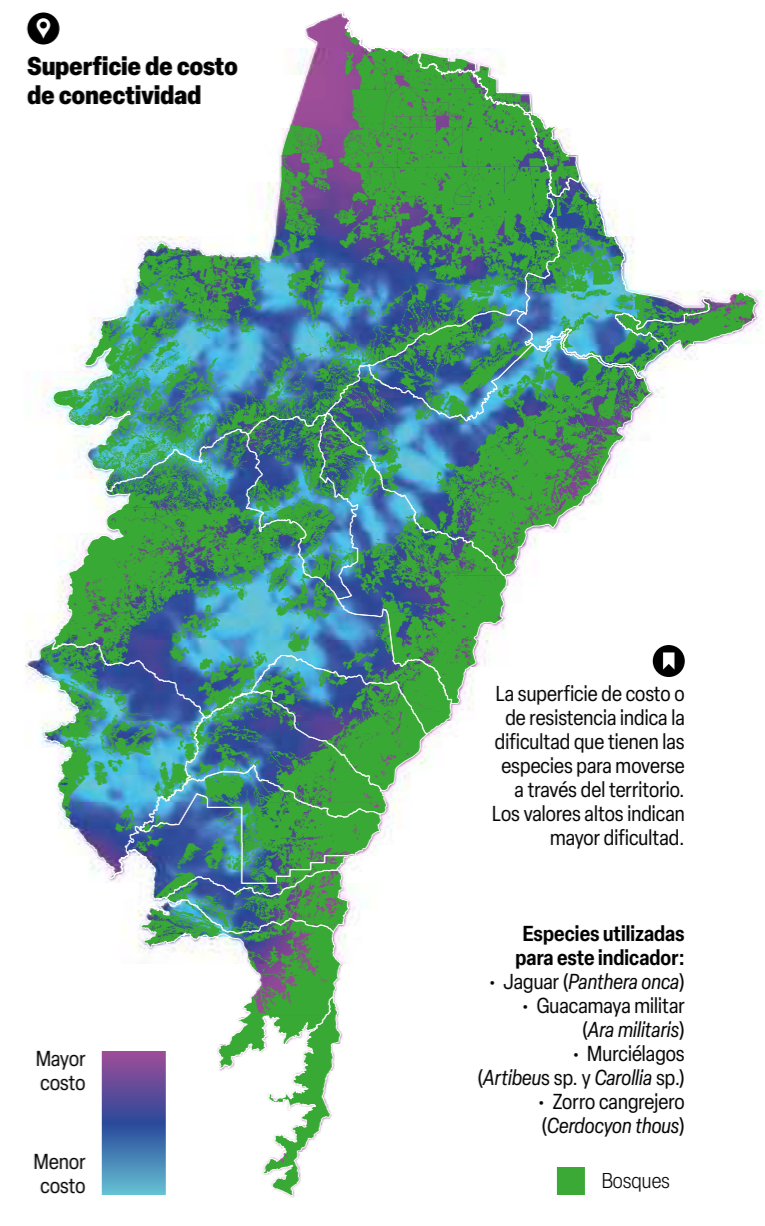 Superficie de costo
de conectividad
La superficie de costo o
de resistencia indica la
dificultad que tienen las
especies para moverse
a través del territorio.
Los valores altos indican
mayor dificultad.
Especies utilizadas
para este indicador:
• Jaguar (Panthera onca)
• Guacamaya militar
(Ara militaris)
• Murciélagos
(Artibeus sp. y Carollia sp.)
• Zorro cangrejero
(Cerdocyon thous)
Mayor
costo
Menor
costo
Bosques